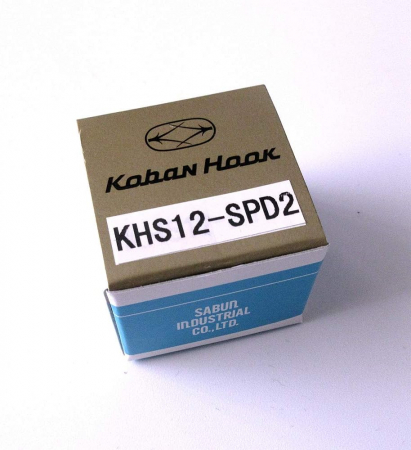 Koban Hook
KHS12-SPD2
SABUN
INDUSTRIAL
CO.,LTD.